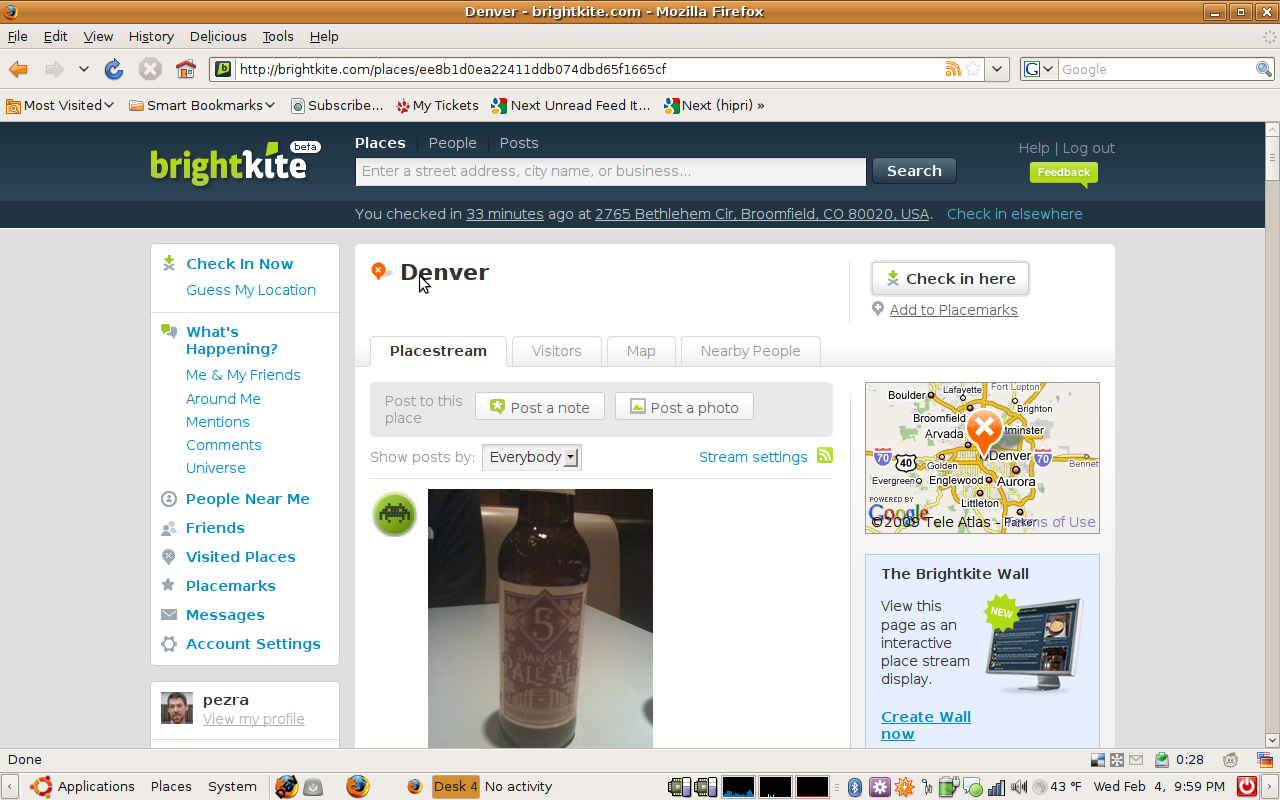 Denver - brightkite.com - Mozilla Firefox
File Edit View History Delicious Tools Help
http://brightkite.com/places/ee8b1d0ea22411ddb074dbd65f1665cf
G Google
Most Visited Smart Bookmarks Subscribe... My Tickets Next Unread Feed It... Next (hipri) »
brightkite beta
Places | People | Posts
Help | Log out
Enter a street address, city name, or business...
Search
Feedback
You checked in 33 minutes ago at 2765 Bethlehem Cir, Broomfield, CO 80020, USA. Check in elsewhere
Check In Now
Guess My Location
What's
Happening?
Me & My Friends
Around Me
Mentions
Comments
Universe
People Near Me
Friends
Visited Places
Placemarks
Messages
Account Settings
pezra
View my profile
Denver
Check in here
Add to Placemarks
Placestream Visitors Map Nearby People
Post to this
place
Post a note
Post a photo
Show posts by: Everybody
Stream settings
5
BARREL
PALE ALE
Fort Lupton
Lafayette
Boulder
Brighton
Broomfield
tminster
Arvada
70
40
Denver
70
Golden
Bennet
Evergreen
Englewood
Aurora
Littleton
POWERED BY
Google
Parker
©2009 Tele Atlas - Terms of Use
The Brightkite Wall
View this
page as an
interactive
place stream
display.
NEW
Create Wall
now
Done
0:28
Applications Places System Desk 4 No activity 43 °F Wed Feb 4, 9:59 PM